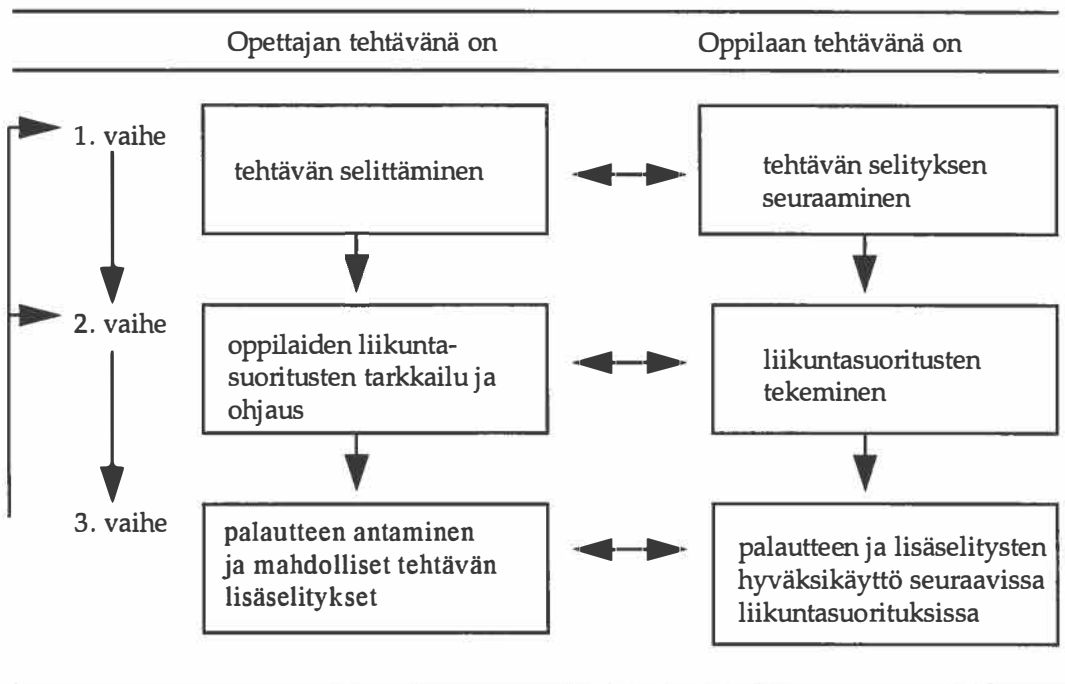 Opettajan tehtävänä on
Oppilaan tehtävänä on
1. vaihe
tehtävän selittäminen
tehtävän selityksen
seuraaminen
2. vaihe
oppilaiden liikunta-
suoritusten tarkkailu ja
ohjaus
liikuntasuoritusten
tekeminen
3. vaihe
palautteen antaminen
ja mahdolliset tehtävän
lisäselitykset
palautteen ja lisäselitysten
hyväksikäyttö seuraavissa
liikuntasuorituksissa